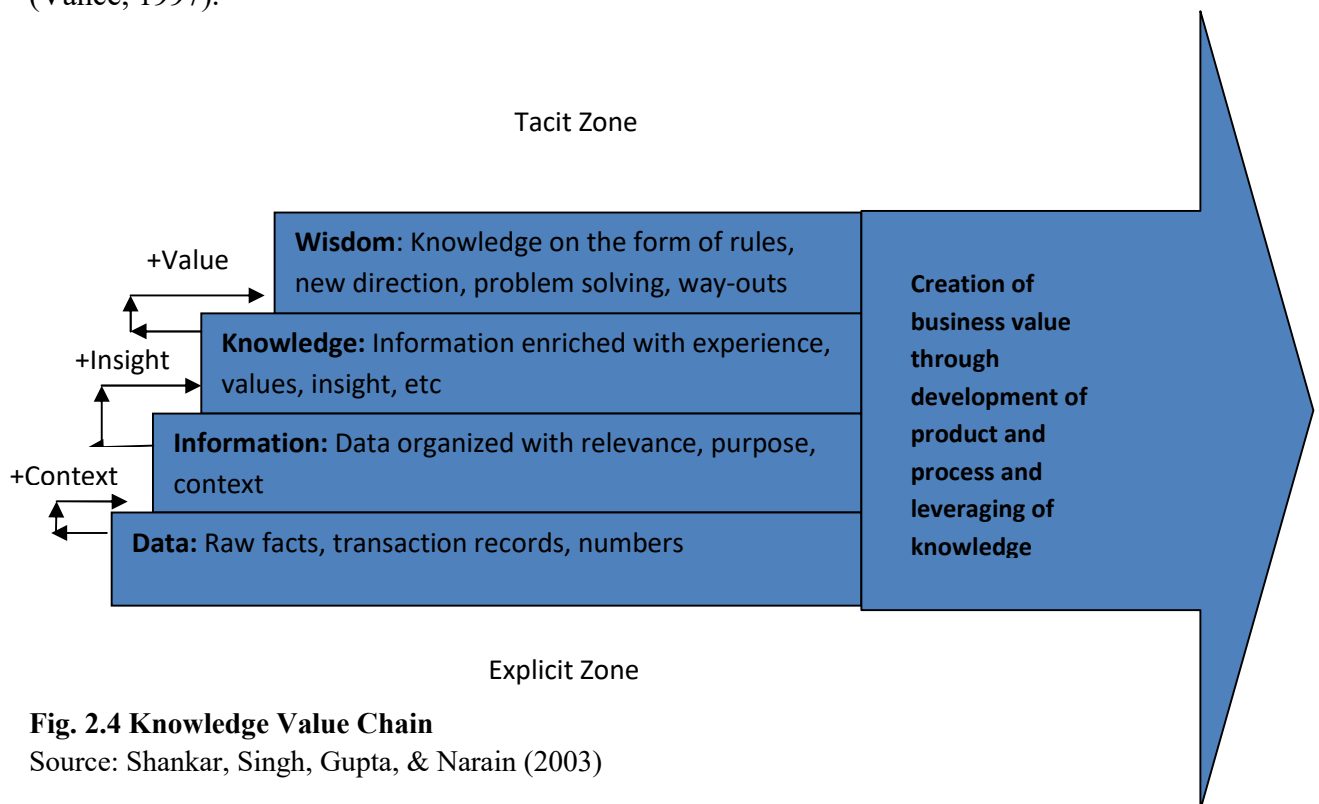 (Vance, 1997).
Tacit Zone
+Value
Wisdom: Knowledge on the form of rules,
new direction, problem solving, way-outs
+Insight
Knowledge: Information enriched with experience,
values, insight, etc
+Context
Information: Data organized with relevance, purpose,
context
Data: Raw facts, transaction records, numbers
Creation of
business value
through
development of
product and
process and
leveraging of
knowledge
Explicit Zone
Fig. 2.4 Knowledge Value Chain
Source: Shankar, Singh, Gupta, & Narain (2003)